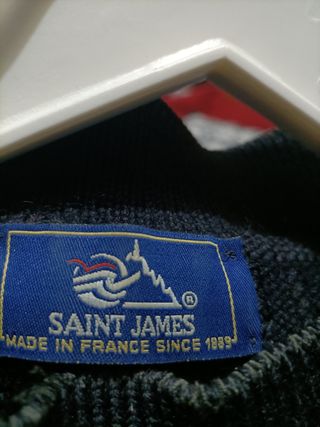 ®
SAINT JAMES
MADE IN FRANCE SINCE 1889